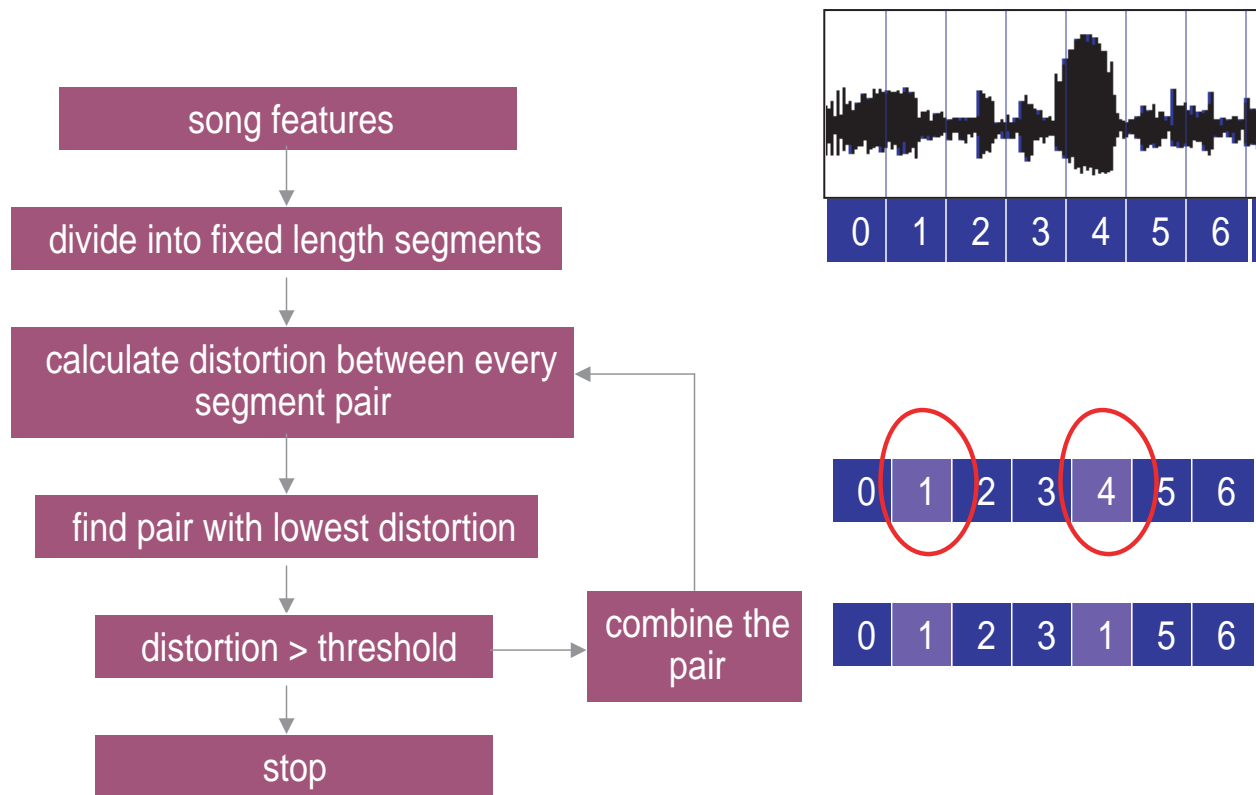 song features
divide into fixed length segments
calculate distortion between every
segment pair
find pair with lowest distortion
distortion > threshold
combine the
pair
stop
0 1 2 3 4 5 6
0 1 2 3 4 5 6
0 1 2 3 1 5 6